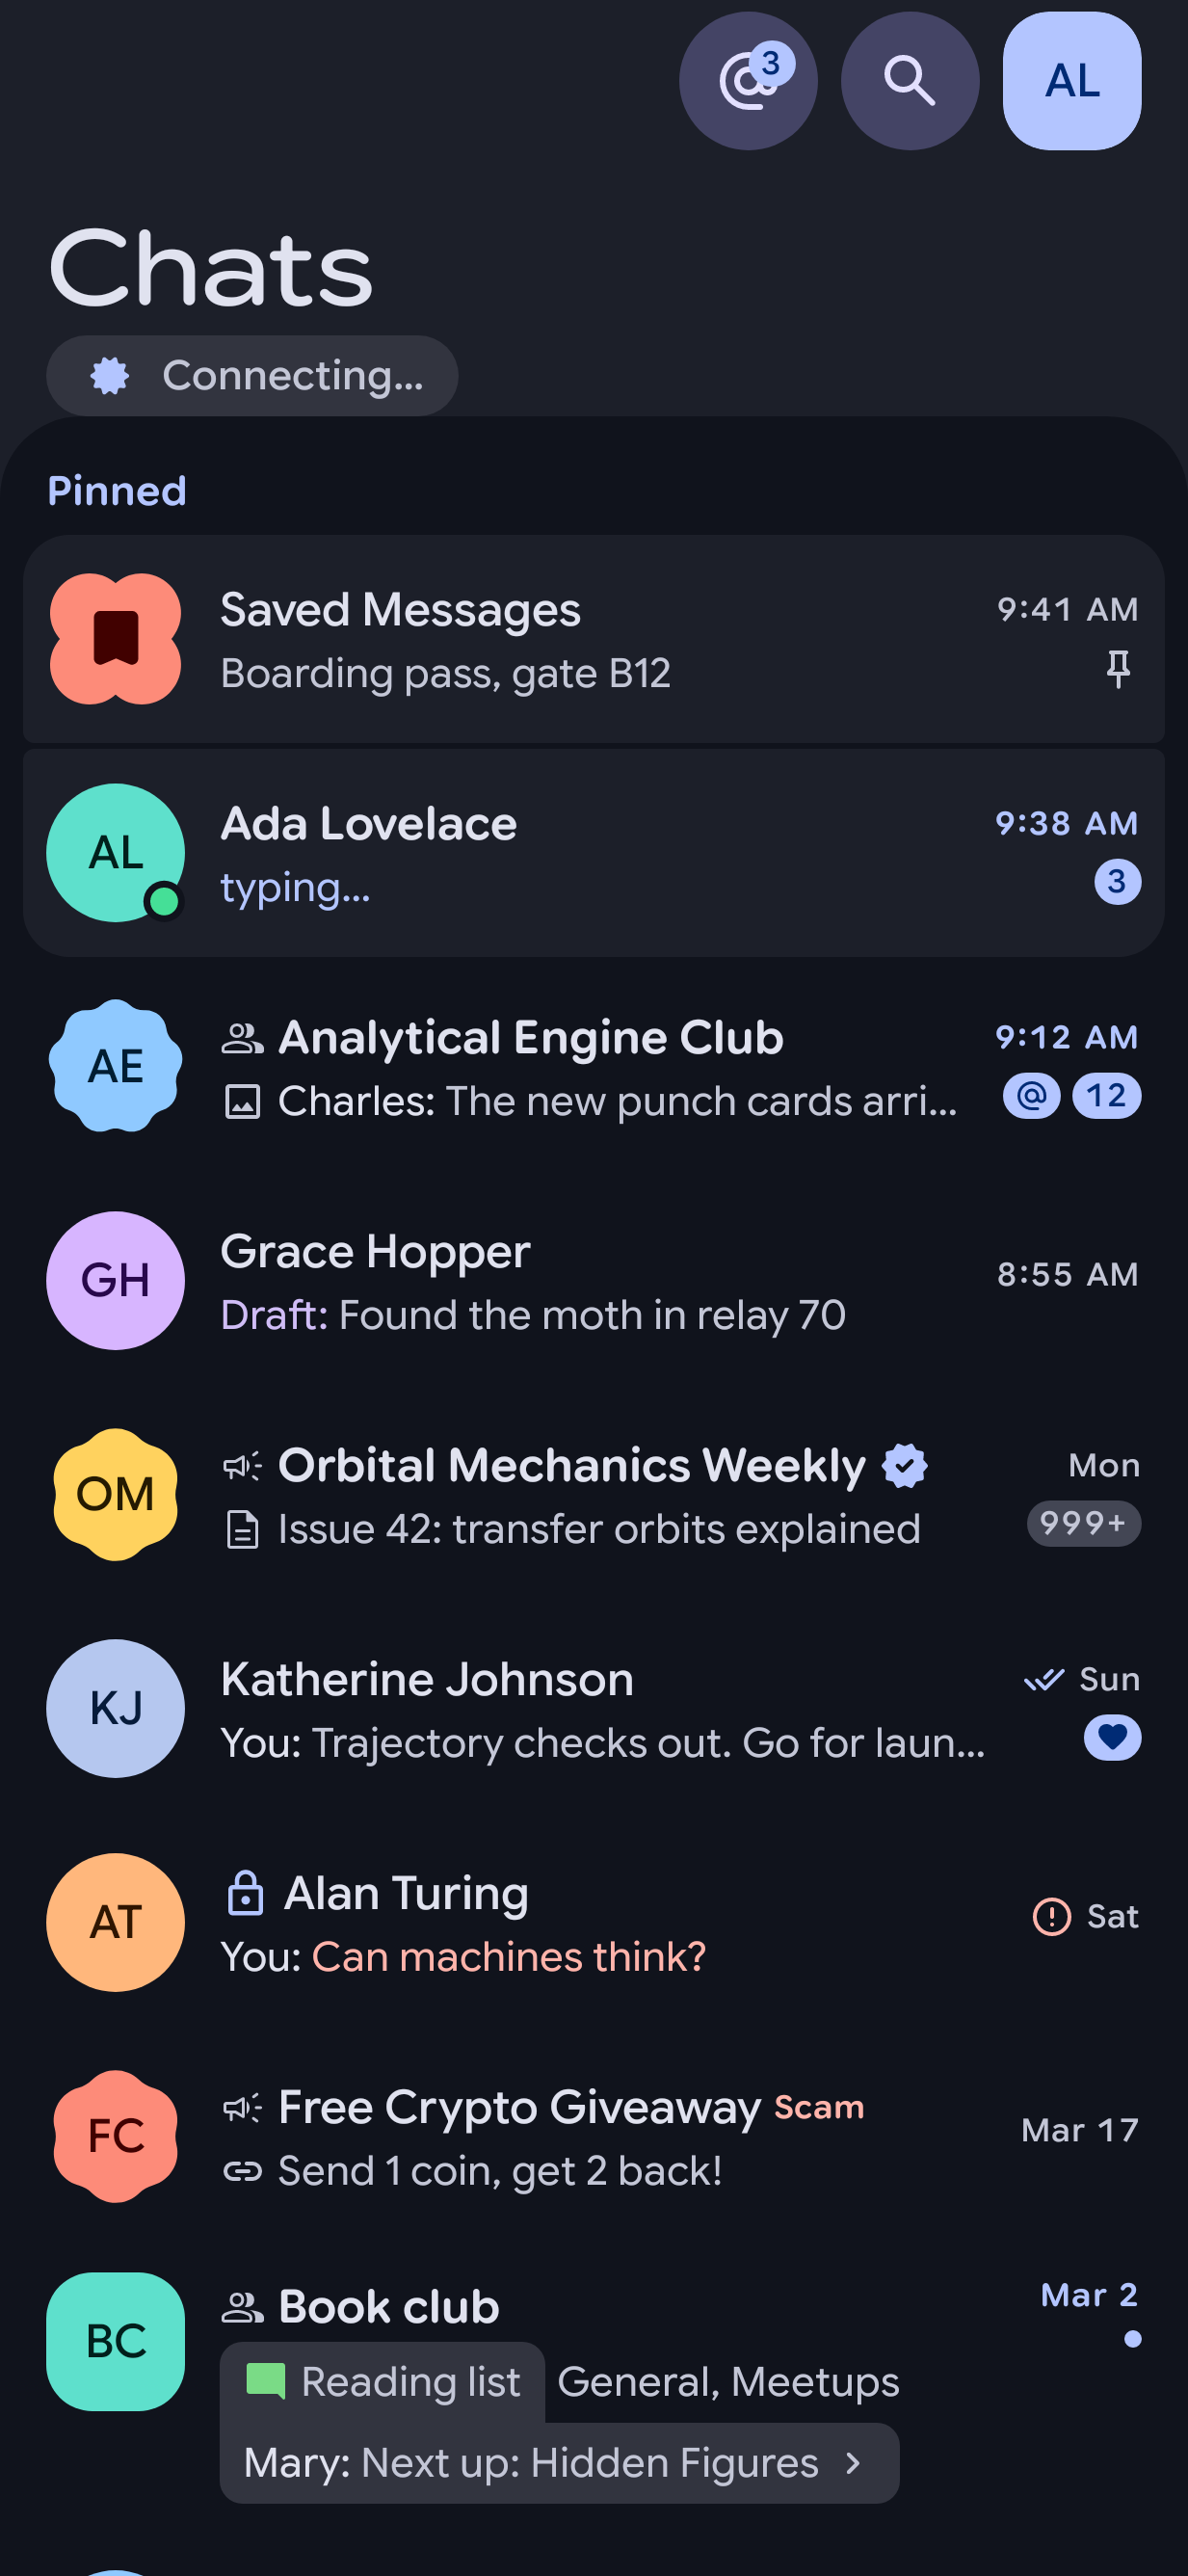 3
AL
Chats
Connecting...
Pinned
Saved Messages
9:41 AM
Boarding pass, gate B12
AL
Ada Lovelace
9:38 AM
typing...
3
AE
Analytical Engine Club
9:12 AM
Charles: The new punch cards arri...
@ 12
GH
Grace Hopper
8:55 AM
Draft: Found the moth in relay 70
OM
Orbital Mechanics Weekly
Mon
Issue 42: transfer orbits explained
999+
KJ
Katherine Johnson
Sun
You: Trajectory checks out. Go for laun...
AT
Alan Turing
Sat
You: Can machines think?
FC
Free Crypto Giveaway Scam
Mar 17
Send 1 coin, get 2 back!
BC
Book club
Mar 2
Reading list General, Meetups
Mary: Next up: Hidden Figures